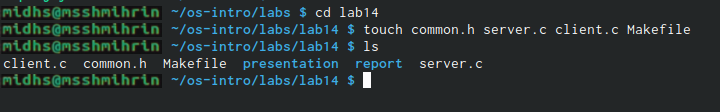 midhs@msshmihrin ~/os-intro/labs $ cd lab14
midhs@msshmihrin ~/os-intro/labs/lab14 $ touch common.h server.c client.c Makefile
midhs@msshmihrin ~/os-intro/labs/lab14 $ ls
client.c common.h Makefile presentation report server.c
midhs@msshmihrin ~/os-intro/labs/lab14 $